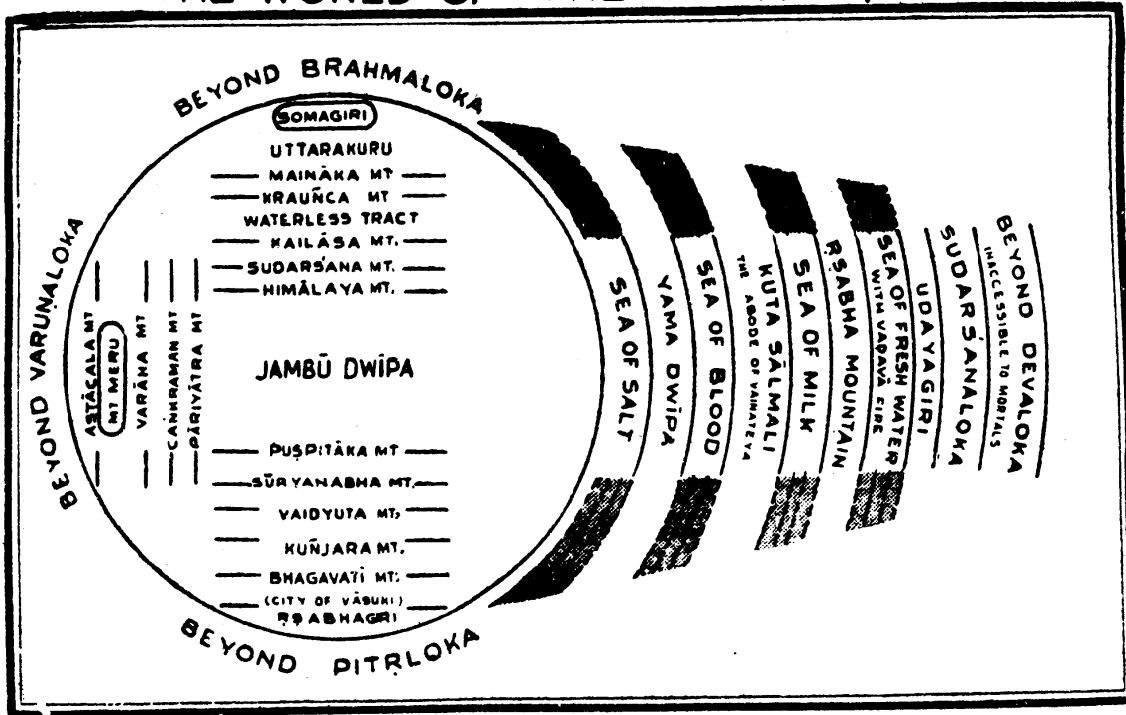 BEYOND BRAHMALOKA
SOMAGIRI
UTTARAKURU
MAINĀKA MT
KRAUÑCA MT
WATERLESS TRACT
KAILĀSA MT.
SUDARŚANA MT.
HIMĀLAYA MT.
BEYOND VARUṆALOKA
ASTĀCALA MT
MT MERU
VARĀHA MT
CAṄKRAMAN MT
PĀRIYĀTRA MT
JAMBŪ DWĪPA
PUṢPITĀKA MT
SŪRYANABHA MT.
VAIDYUTA MT.
KUÑJARA MT.
BHAGAVATĪ MT.
(CITY OF VĀSUKI)
ṚṢABHAGIRI
BEYOND PITṚLOKA
SEA OF SALT
YAMA DWĪPA
SEA OF BLOOD
KUTA SĀLMALI
THE ABODE OF VAINATEYA
SEA OF MILK
ṚṢABHA MOUNTAIN
SEA OF FRESH WATER
WITH VAḌAVĀ FIRE
UDAYAGIRI
SUDARŚANALOKA
BEYOND DEVALOKA
INACCESSIBLE TO MORTALS